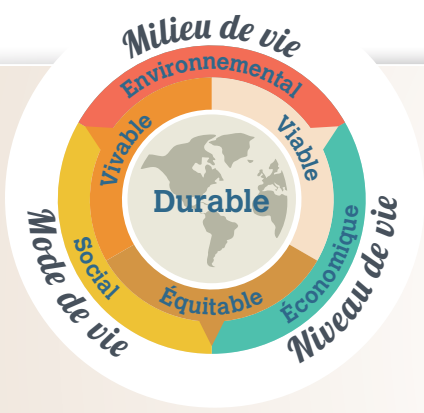 Milieu de vie
Environnemental
Vivable
Viable
Durable
Équitable
Social
Économique
Mode de vie
Niveau de vie